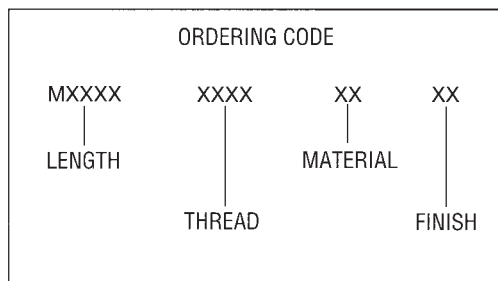 ORDERING CODE
MXXXX XXXX XX XX
LENGTH MATERIAL
THREAD FINISH